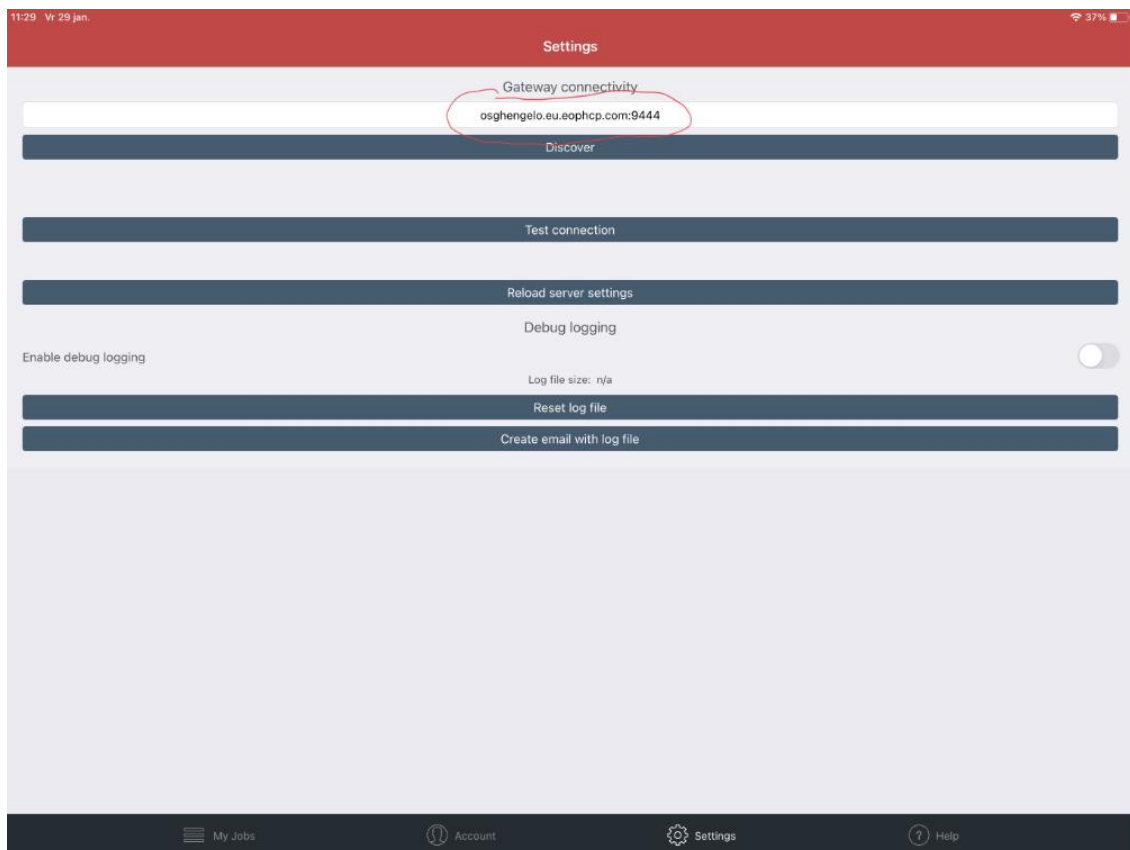 11:29 Vr 29 jan. 37%
Settings
Gateway connectivity
osghengelo.eu.eophcp.com:9444
Discover
Test connection
Reload server settings
Debug logging
Enable debug logging
Log file size: n/a
Reset log file
Create email with log file
My Jobs Account Settings ? Help